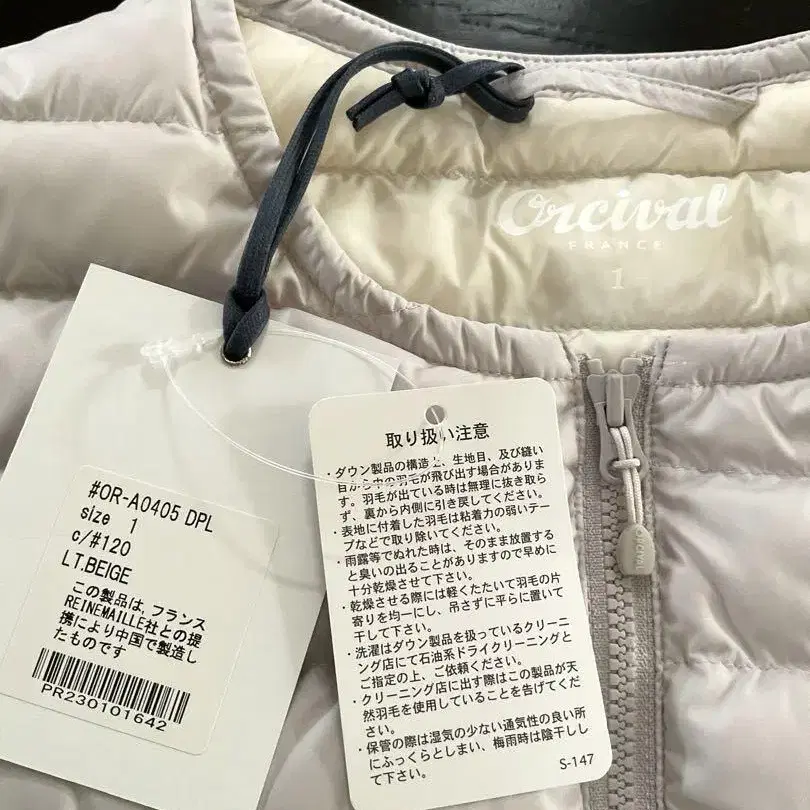 Orcival
FRANCE
1
#OR-A0405 DPL
size 1
c/#120
LT.BEIGE
この製品は,フランス
REINEMAILLE社との提
携により中国で製造し
たものです
PR230101642
取り扱い注意
・ダウン製品の構造上、生地目、及び縫い
目から中の羽毛が飛び出す場合がありま
す。羽毛が出ている時は無理に抜き取ら
ず、裏から内側に引き戻してください。
・表地に付着した羽毛は粘着力の弱いテー
プなどで取り除いてください。
・雨露等でぬれた時は、そのまま放置する
と臭いの出ることがありますので早めに
十分乾燥させて下さい。
・乾燥させる際には軽くたたいて羽毛の片
寄りを均一にし、吊さずに平らに置いて
干して下さい。
・洗濯はダウン製品を扱っているクリーニ
ング店にて石油系ドライクリーニングと
ご指定の上、ご依頼ください。
・クリーニング店に出す際はこの製品が天
然羽毛を使用していることを告げてくだ
さい。
・保管の際は湿気の少ない通気性の良い所
にふっくらとしまい、梅雨時は陰干しし
て下さい。
S-147
ORCIVAL